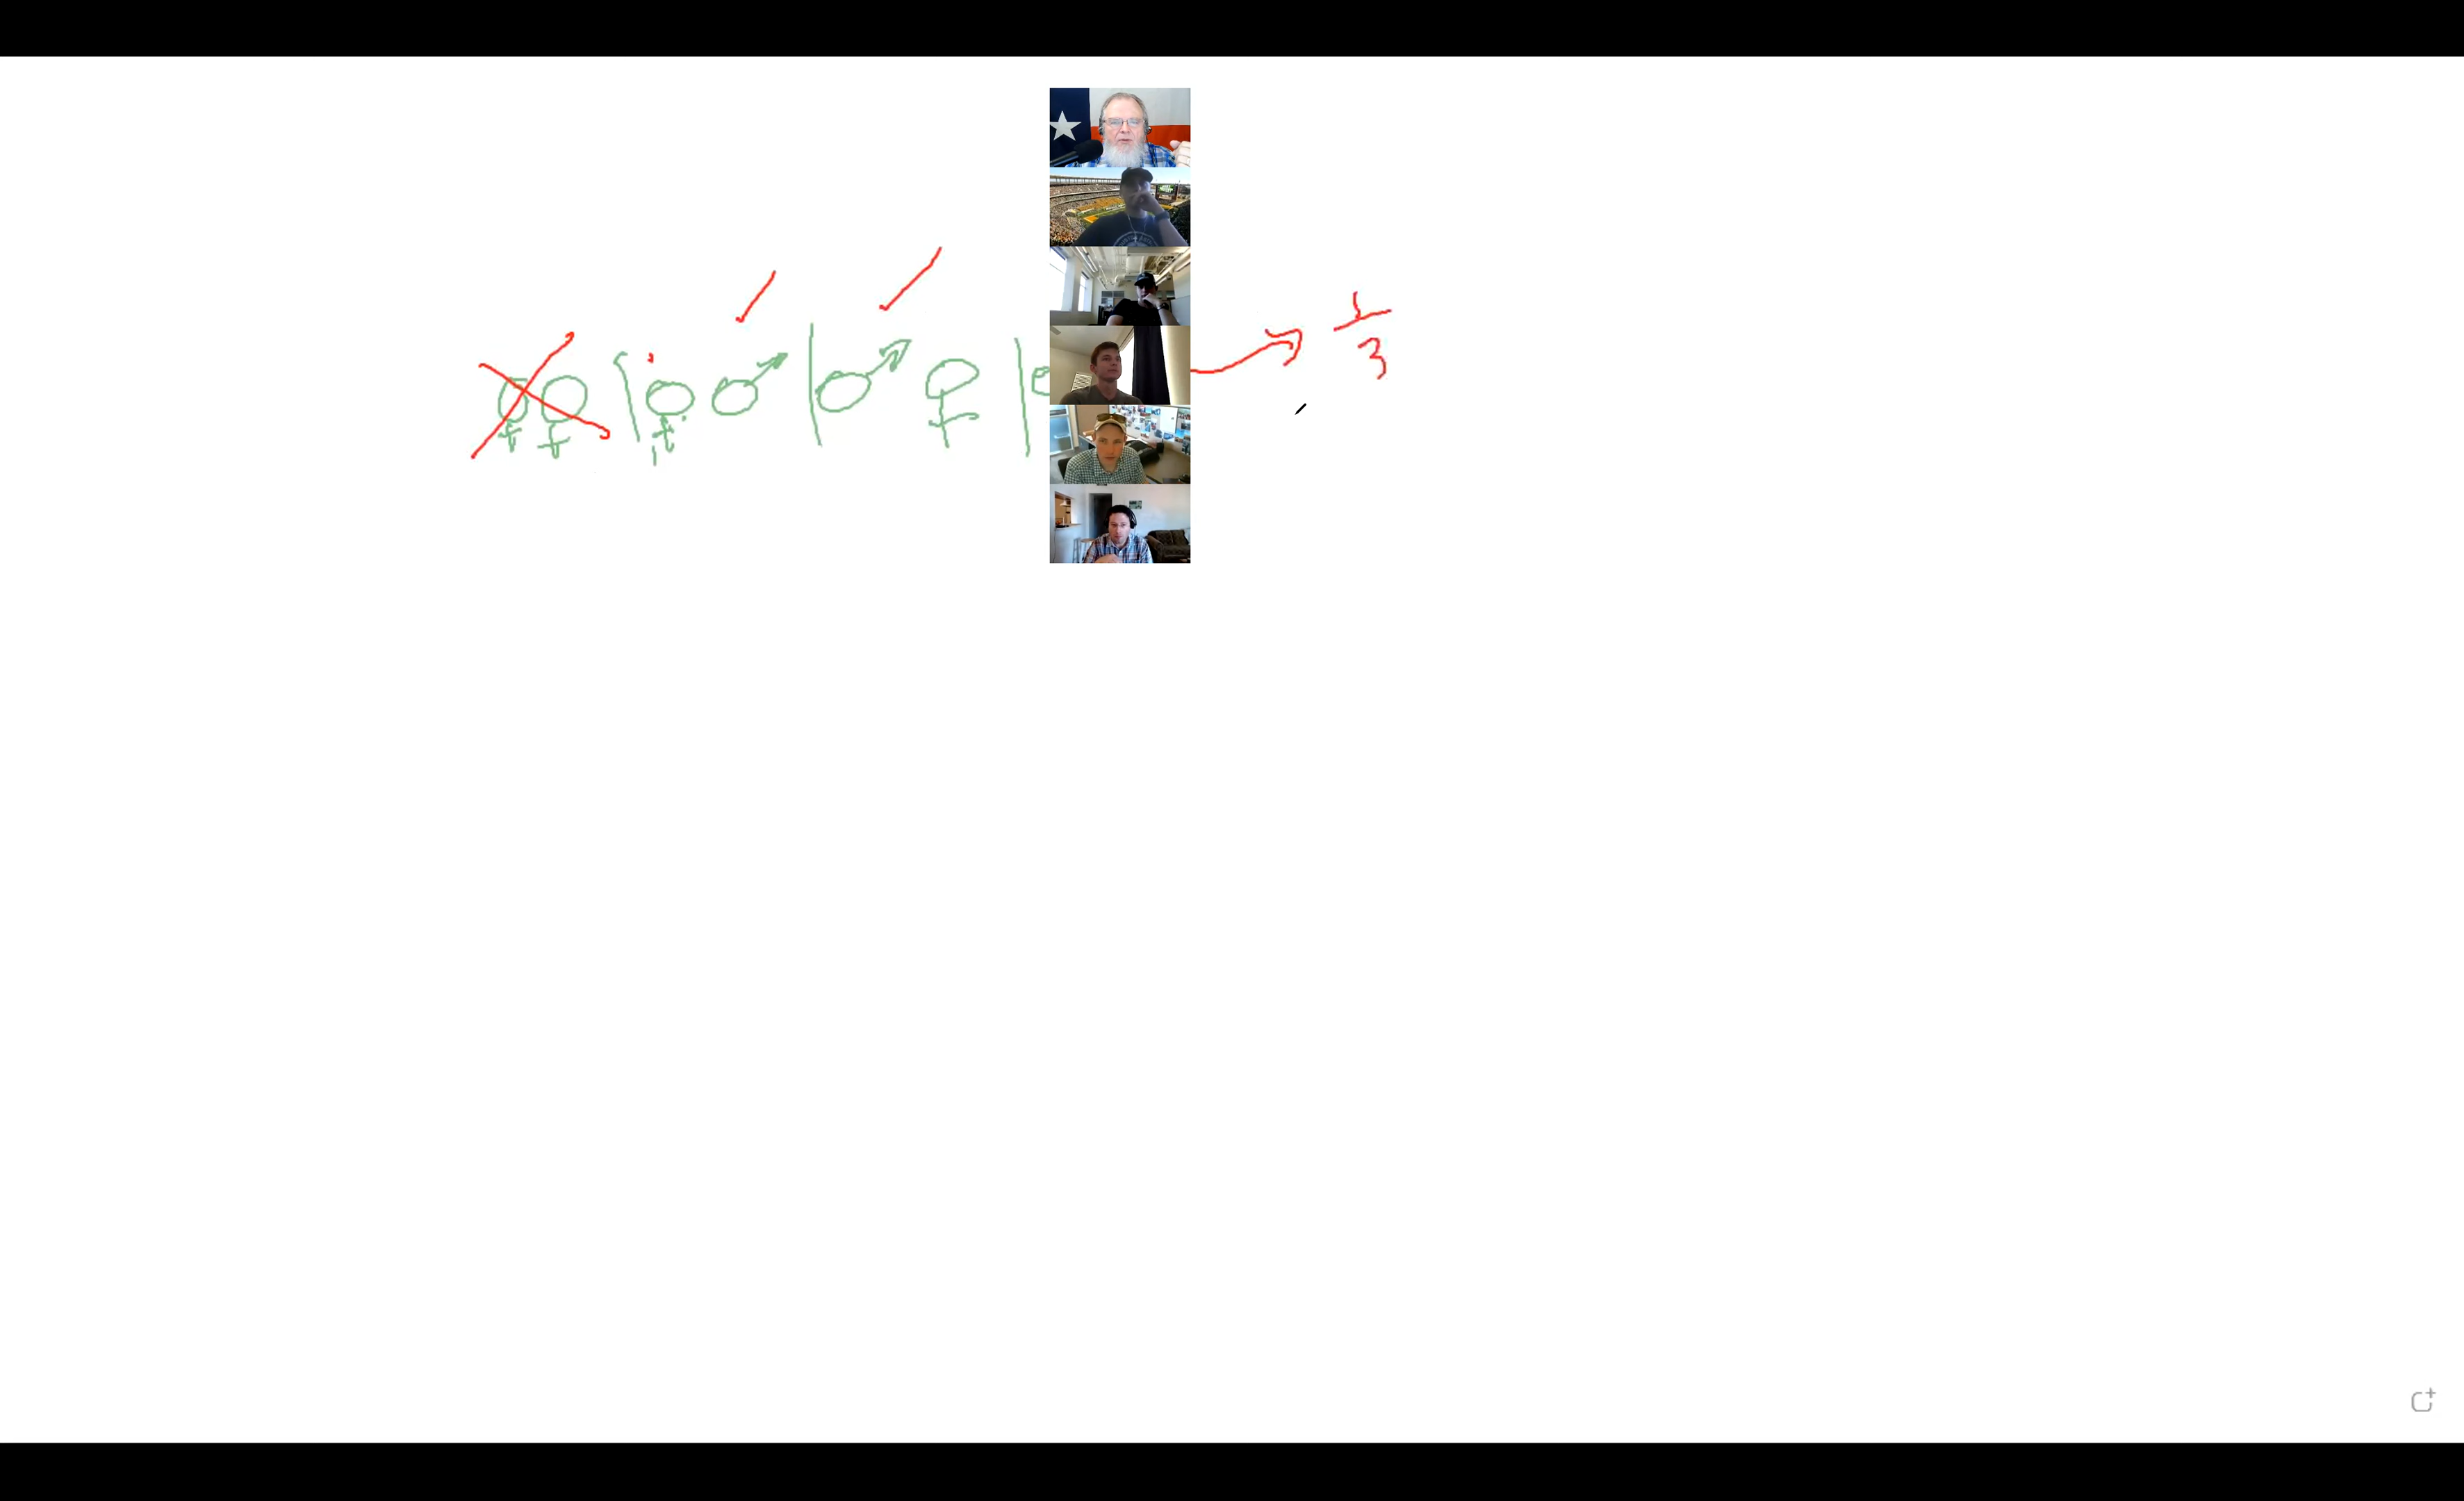 ♀♀ | ♀♂ | ♂♀ |
1/3